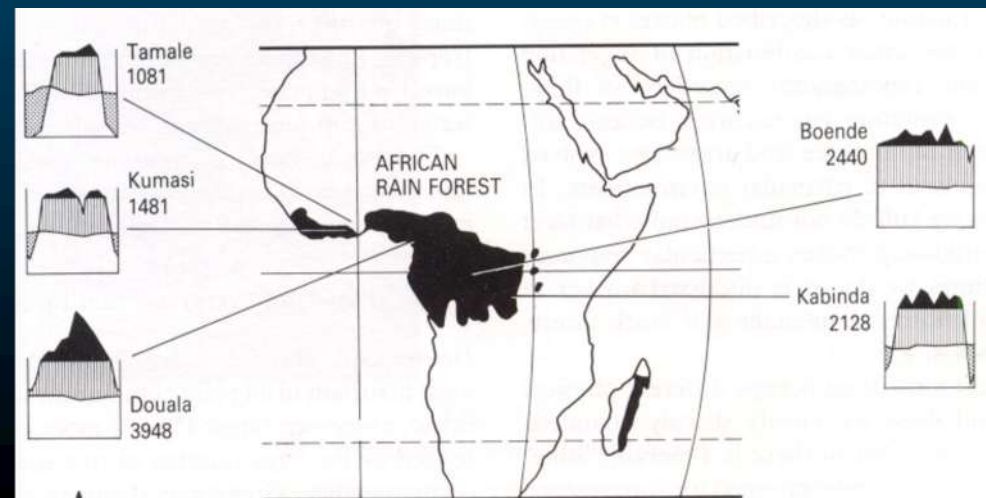 Tamale
1081
Kumasi
1481
Douala
3948
AFRICAN
RAIN FOREST
Boende
2440
Kabinda
2128